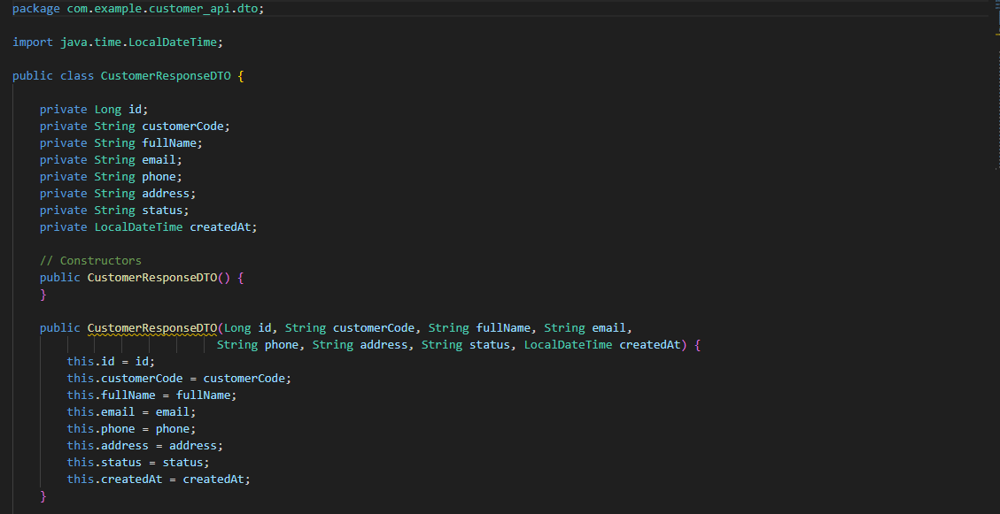 package com.example.customer_api.dto;
import java.time.LocalDateTime;
public class CustomerResponseDTO {
private Long id;
private String customerCode;
private String fullName;
private String email;
private String phone;
private String address;
private String status;
private LocalDateTime createdAt;
// Constructors
public CustomerResponseDTO() {
}
public CustomerResponseDTO(Long id, String customerCode, String fullName, String email,
String phone, String address, String status, LocalDateTime createdAt) {
this.id = id;
this.customerCode = customerCode;
this.fullName = fullName;
this.email = email;
this.phone = phone;
this.address = address;
this.status = status;
this.createdAt = createdAt;
}